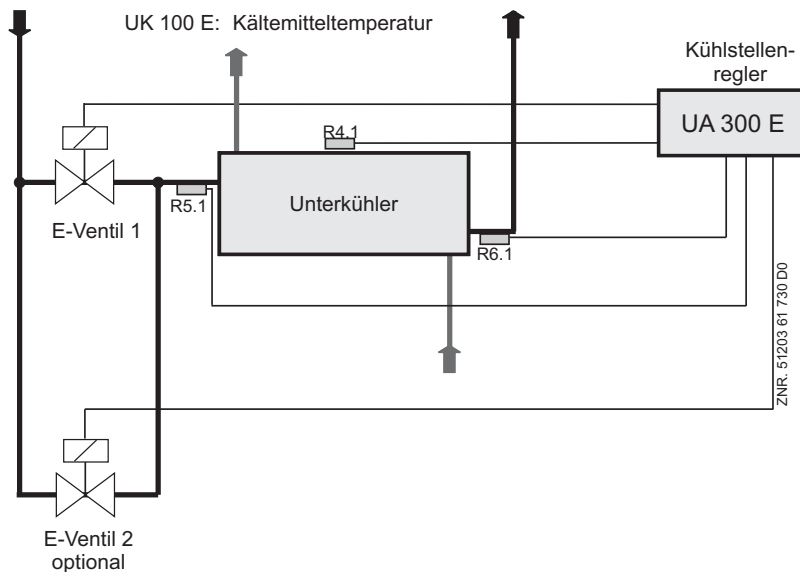 UK 100 E: Kältemitteltemperatur
Kühlstellen-
regler
UA 300 E
R4.1
Unterkühler
R5.1
E-Ventil 1
R6.1
ZNR. 51203 61 730 D0
E-Ventil 2
optional